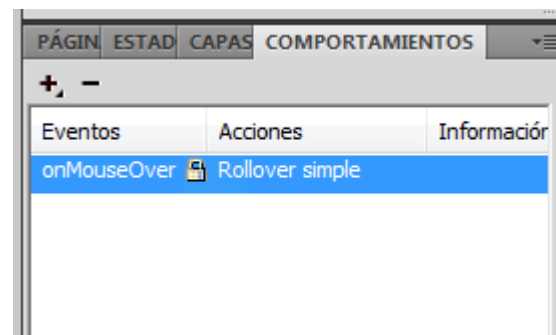 PÁGIN ESTAD CAPAS COMPORTAMIENTOS
Eventos Acciones Informaciór
onMouseOver Rollover simple